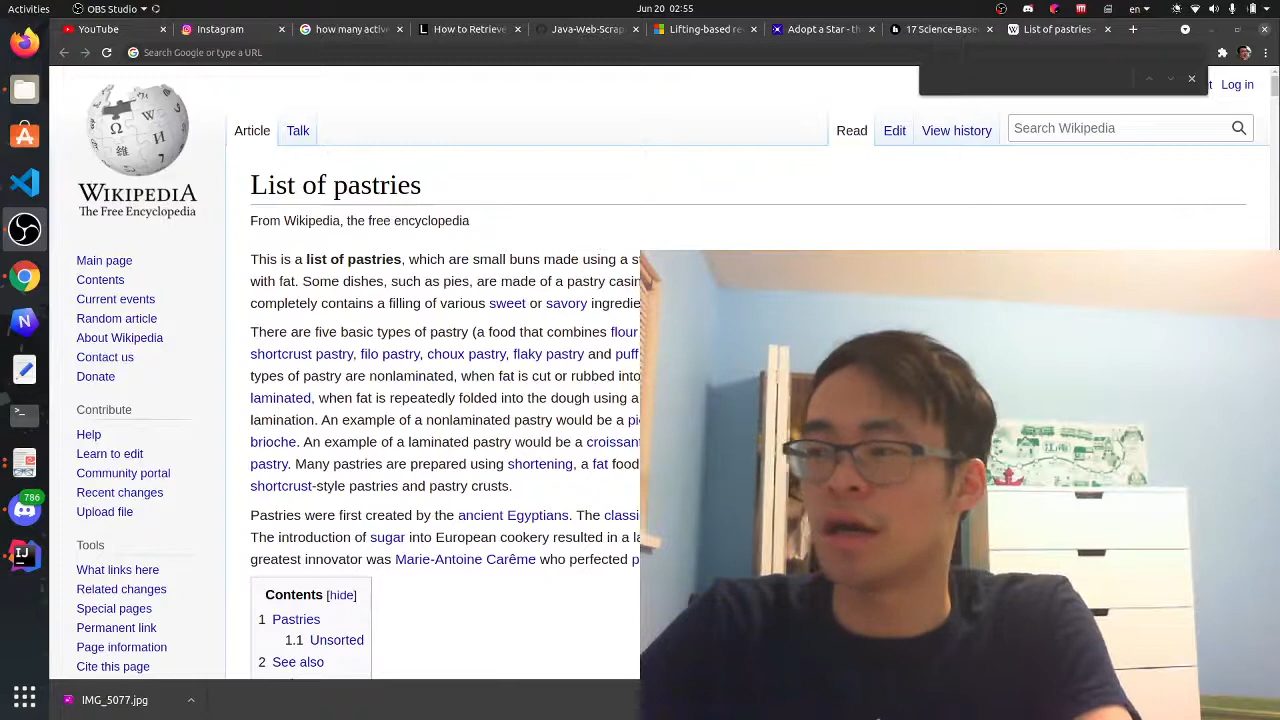 Activities
OBS Studio
Jun 20 02:55
en
YouTube
Instagram
how many active
How to Retrieve
Java-Web-Scrap
Lifting-based re
Adopt a Star - th
17 Science-Base
List of pastries -
Search Google or type a URL
t Log in
Article
Talk
Read
Edit
View history
Search Wikipedia
WIKIPEDIA
The Free Encyclopedia
List of pastries
From Wikipedia, the free encyclopedia
Main page
Contents
Current events
Random article
About Wikipedia
Contact us
Donate
Contribute
Help
Learn to edit
Community portal
Recent changes
Upload file
Tools
What links here
Related changes
Special pages
Permanent link
Page information
Cite this page
This is a list of pastries, which are small buns made using a s
with fat. Some dishes, such as pies, are made of a pastry casin
completely contains a filling of various sweet or savory ingredie
There are five basic types of pastry (a food that combines flour
shortcrust pastry, filo pastry, choux pastry, flaky pastry and puff
types of pastry are nonlaminated, when fat is cut or rubbed into
laminated, when fat is repeatedly folded into the dough using a
lamination. An example of a nonlaminated pastry would be a pi
brioche. An example of a laminated pastry would be a croissant
pastry. Many pastries are prepared using shortening, a fat food
shortcrust-style pastries and pastry crusts.
Pastries were first created by the ancient Egyptians. The classi
The introduction of sugar into European cookery resulted in a la
greatest innovator was Marie-Antoine Carême who perfected p
Contents [hide]
1 Pastries
1.1 Unsorted
2 See also
786
IMG_5077.jpg